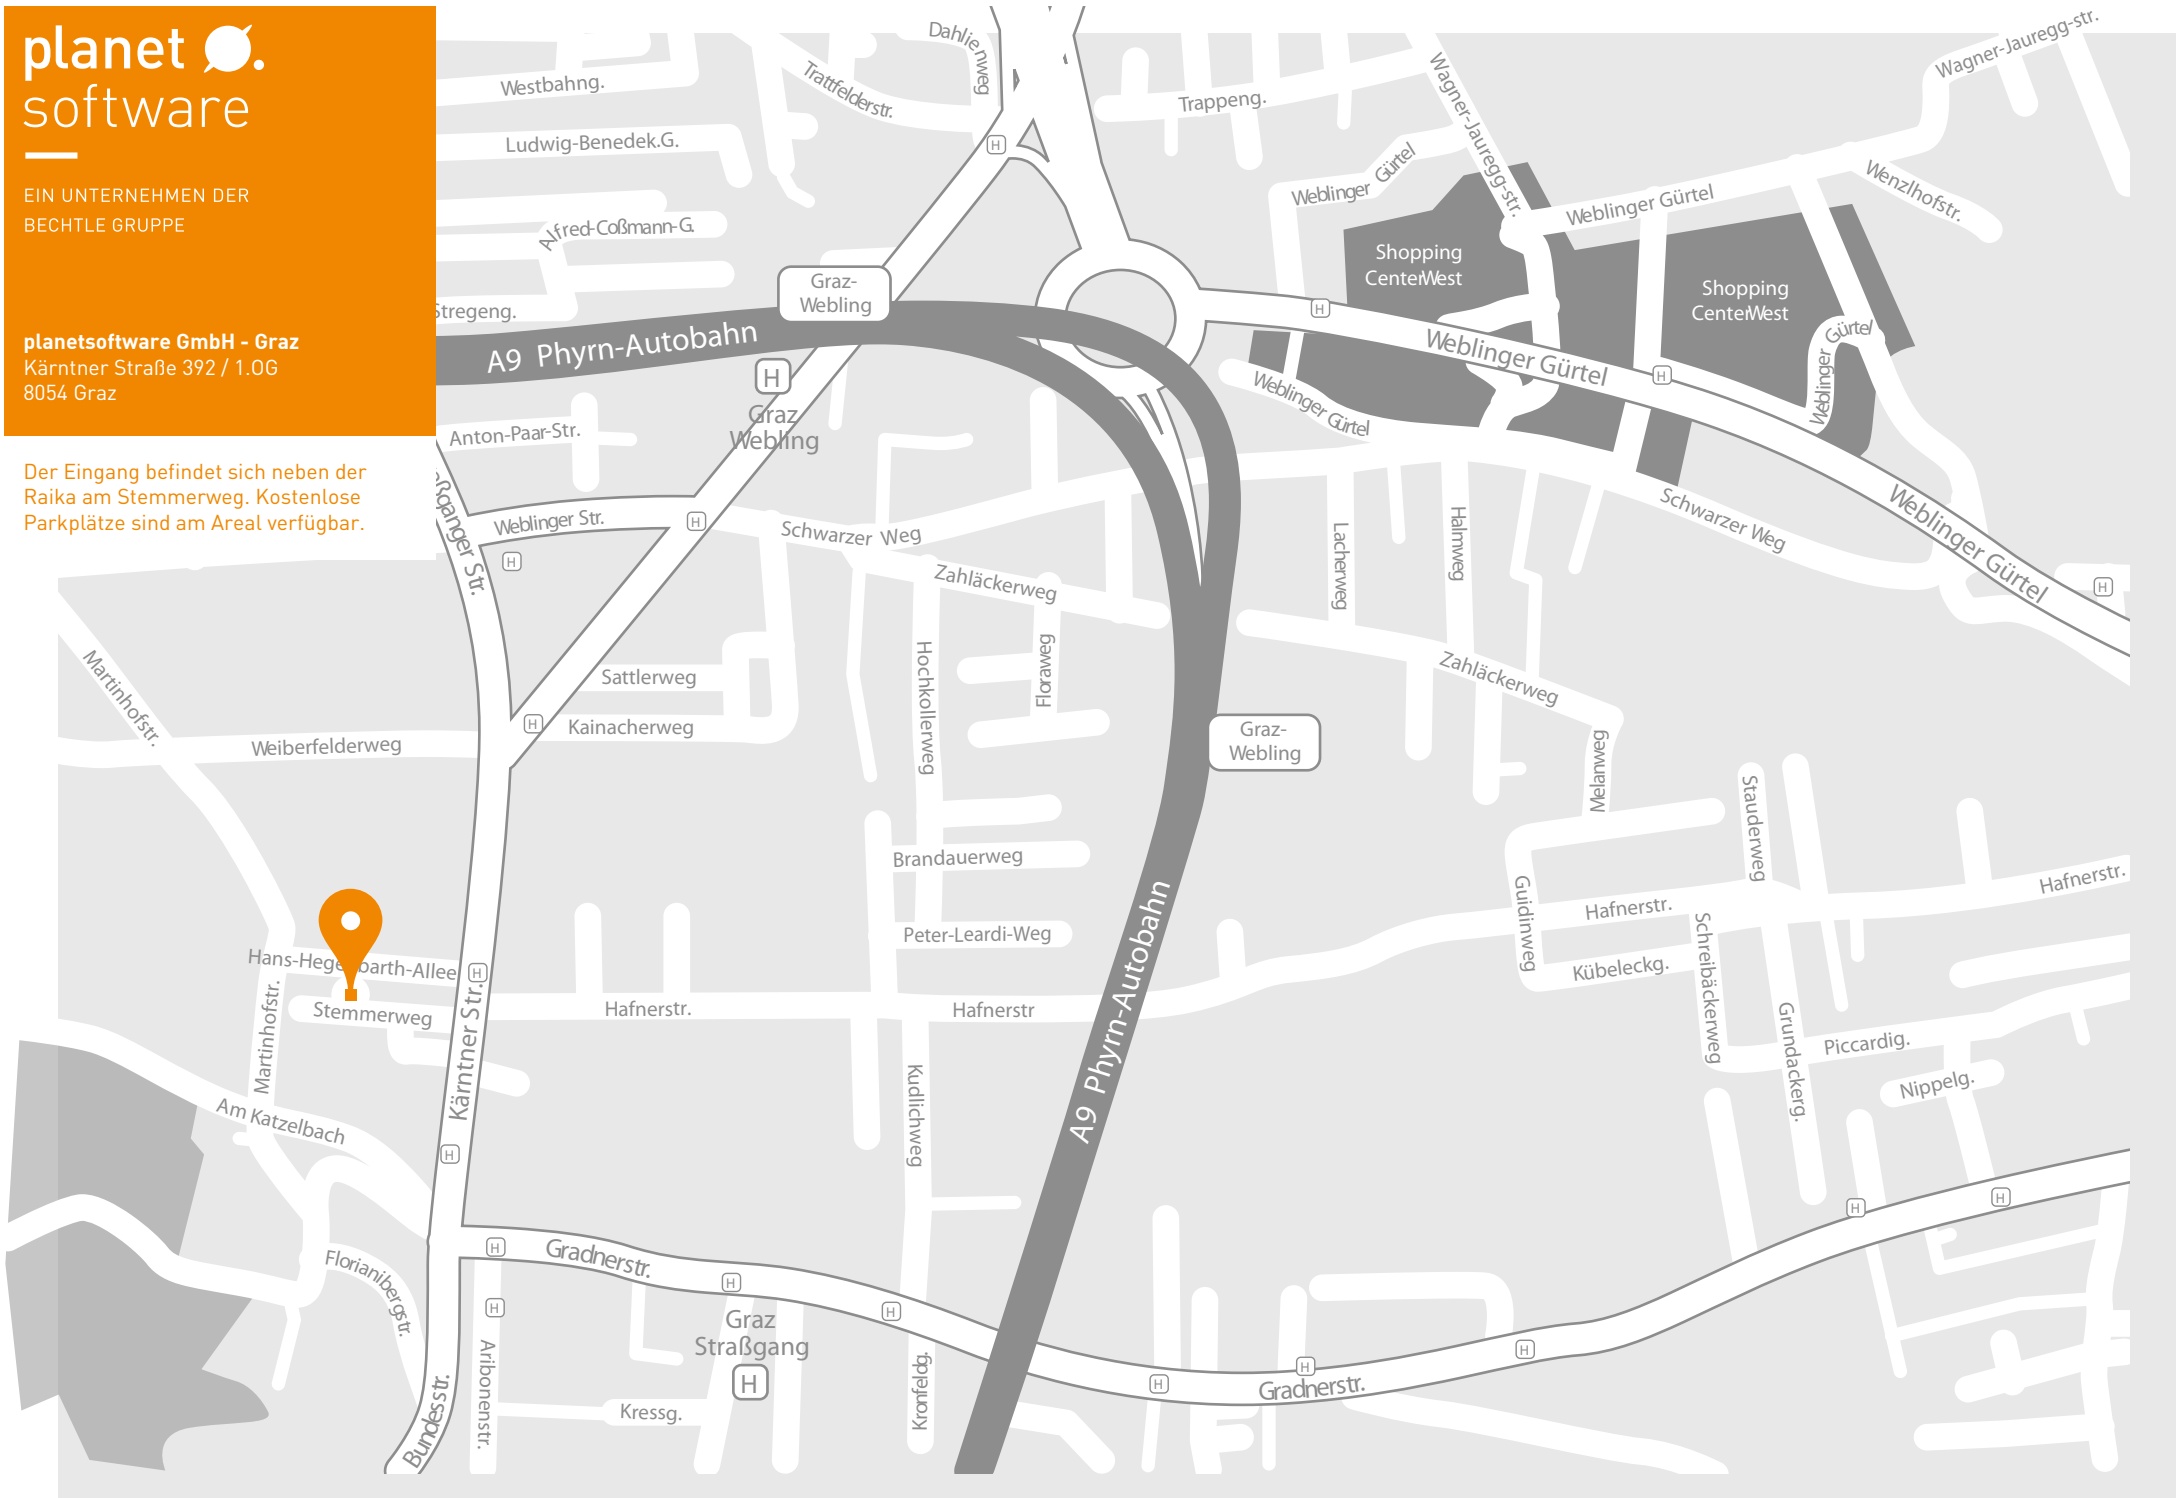 planet
software
EIN UNTERNEHMEN DER
BECHTLE GRUPPE
planetsoftware GmbH - Graz
Kärntner Straße 392 / 1.OG
8054 Graz
Der Eingang befindet sich neben der
Raika am Stemmerweg. Kostenlose
Parkplätze sind am Areal verfügbar.
Westbahng.
Ludwig-Benedek.G.
Alfred-Coßmann-G.
Stregeng.
Trattfelderstr.
Dahlienweg
H
Trappeng.
Wagner-Jauregg-str.
Wagner-Jauregg-str.
Weblinger Gürtel
Weblinger Gürtel
Wenzlhofstr.
Shopping
CenterWest
Shopping
CenterWest
Graz-
Webling
A9 Phyrn-Autobahn
H
Graz
Webling
H
Weblinger Gürtel
H
Weblinger Gürtel
Weblinger Gürtel
Weblinger Gürtel
H
Anton-Paar-Str.
ßganger Str.
Weblinger Str.
H
H
Schwarzer Weg
Schwarzer Weg
Zahläckerweg
Lacherweg
Halmweg
Floraweg
Hochkollerweg
Sattlerweg
Kainacherweg
H
Martinhofstr.
Weiberfelderweg
Zahläckerweg
Graz-
Webling
Melanweg
Stauderweg
Brandauerweg
Peter-Leardi-Weg
Guidinweg
Hafnerstr.
Hafnerstr.
Schreibäckerweg
Kübeleckg.
Hans-Hege barth-Allee
H
Stemmerweg
Martinhofstr.
Kärntner Str.
Hafnerstr.
Hafnerstr
A9 Phyrn-Autobahn
Grundackerg.
Piccardig.
Nippelg.
Kudlichweg
Am Katzelbach
H
Florianibergstr.
H
Gradnerstr.
H
H
H
Graz
Straßgang
H
Aribonenstr.
Bundesstr.
Kressg.
Kornfeldg.
H
H
Gradnerstr.
H
H
H